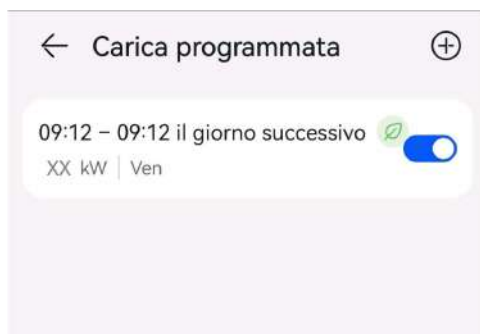 Carica programmata
09:12 – 09:12 il giorno successivo
XX kW | Ven